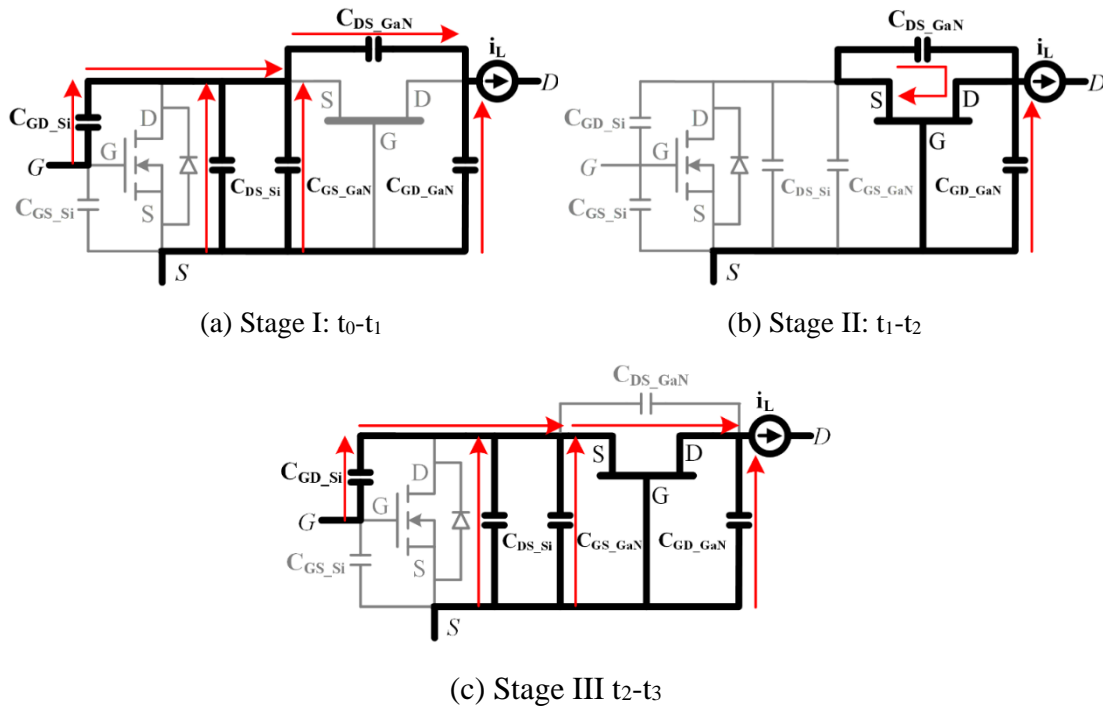 C_DS_GaN
i_L
D
C_GD_Si
S
D
D
G
G
G
C_DS_Si
C_GS_GaN
C_GD_GaN
C_GS_Si
S
S
(a) Stage I: t0-t1
C_DS_GaN
i_L
D
C_GD_Si
S
D
D
G
G
G
C_DS_Si
C_GS_GaN
C_GD_GaN
C_GS_Si
S
S
(b) Stage II: t1-t2
C_DS_GaN
i_L
D
C_GD_Si
S
D
D
G
G
G
C_DS_Si
C_GS_GaN
C_GD_GaN
C_GS_Si
S
S
(c) Stage III t2-t3